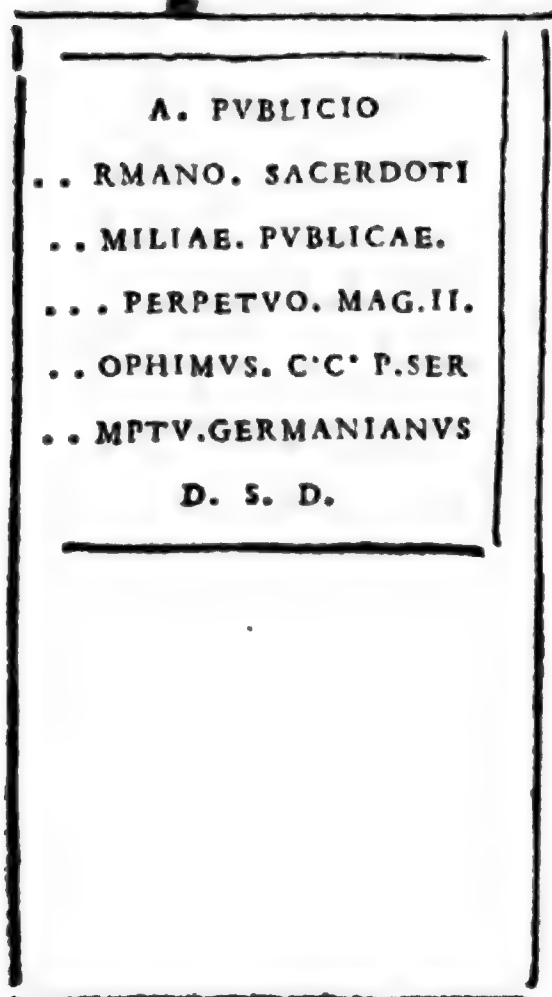 A. PVBLICIO
. . RMANO. SACERDOTI
. . MILIAE. PVBLICAE.
. . . PERPETVO. MAG.II.
. . OPHIMVS. C·C· P.SER
. . MPTV.GERMANIANVS
D. S. D.